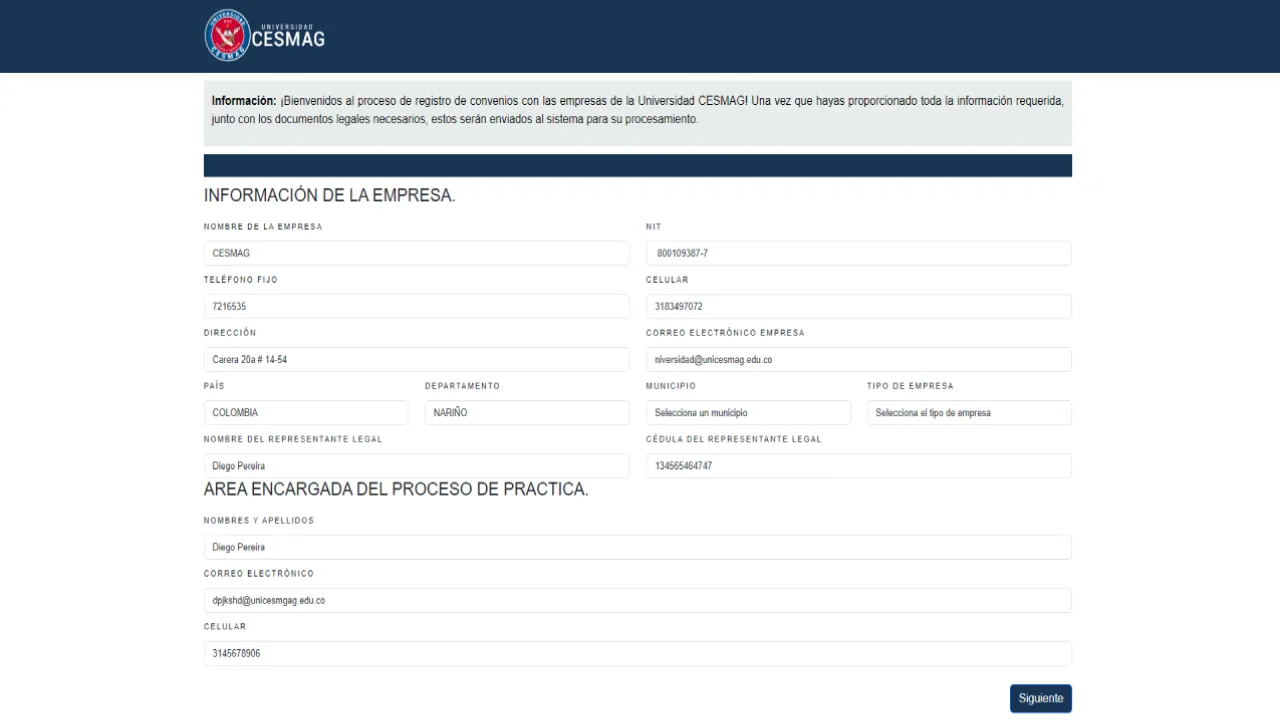 UNIVERSIDAD
CESMAG
Información: ¡Bienvenidos al proceso de registro de convenios con las empresas de la Universidad CESMAG! Una vez que hayas proporcionado toda la información requerida,
junto con los documentos legales necesarios, estos serán enviados al sistema para su procesamiento.
INFORMACIÓN DE LA EMPRESA.
NOMBRE DE LA EMPRESA
CESMAG
NIT
800109387-7
TELÉFONO FIJO
7216535
CELULAR
3183497072
DIRECCIÓN
Carera 20a # 14-54
CORREO ELECTRÓNICO EMPRESA
niversidad@unicesmag.edu.co
PAÍS
COLOMBIA
DEPARTAMENTO
NARIÑO
MUNICIPIO
Selecciona un municipio
TIPO DE EMPRESA
Selecciona el tipo de empresa
NOMBRE DEL REPRESENTANTE LEGAL
Diego Pereira
CÉDULA DEL REPRESENTANTE LEGAL
134565464747
AREA ENCARGADA DEL PROCESO DE PRACTICA.
NOMBRES Y APELLIDOS
Diego Pereira
CORREO ELECTRÓNICO
dpjkshd@unicesmgag.edu.co
CELULAR
3145678906
Siguiente